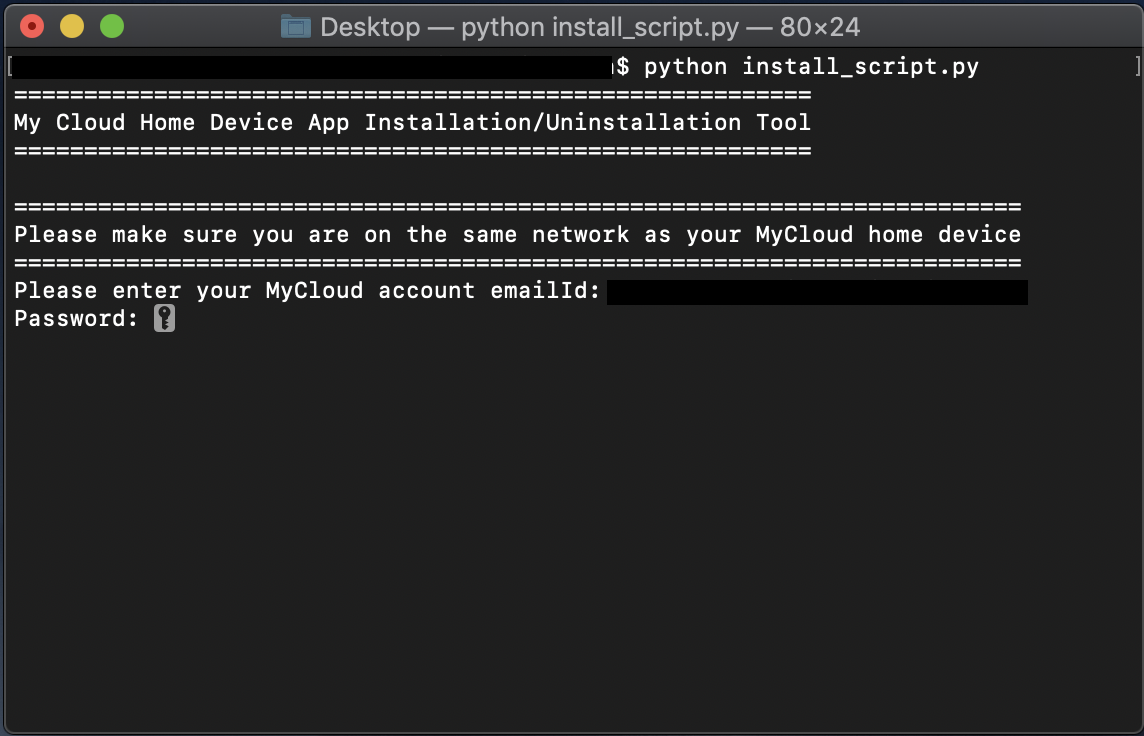 Desktop — python install_script.py — 80×24
$ python install_script.py
=========================================================
My Cloud Home Device App Installation/Uninstallation Tool
=========================================================
========================================================================
Please make sure you are on the same network as your MyCloud home device
========================================================================
Please enter your MyCloud account emailId:
Password: